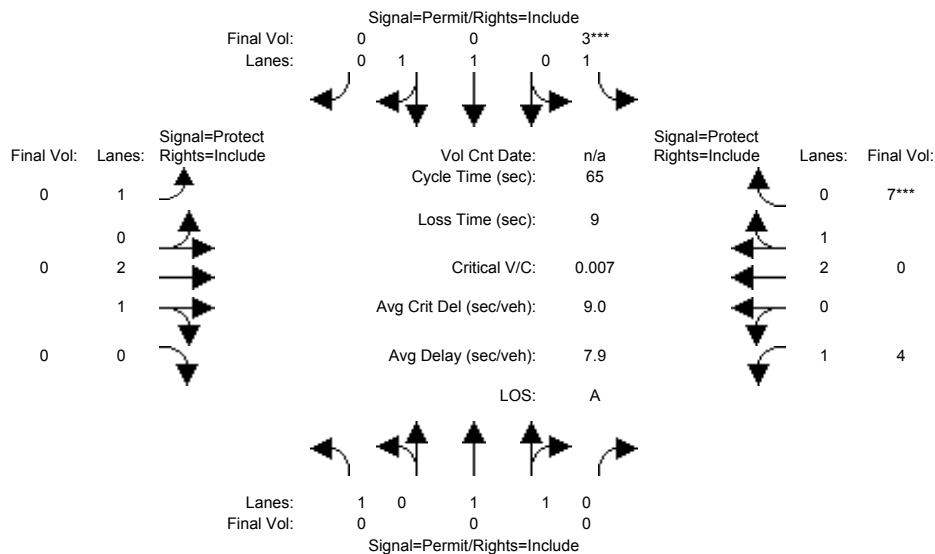 Signal=Permit/Rights=Include
Final Vol: 0 0 3***
Lanes: 0 1 1 0 1
Signal=Protect
Final Vol: Lanes: Rights=Include
Vol Cnt Date: n/a
Signal=Protect
Rights=Include Lanes: Final Vol:
Cycle Time (sec): 65
0 1
0 7***
Loss Time (sec): 9
0
1
0 2
Critical V/C: 0.007
2 0
1
Avg Crit Del (sec/veh): 9.0
0
0 0
Avg Delay (sec/veh): 7.9
1 4
LOS: A
Lanes: 1 0 1 1 0
Final Vol: 0 0 0
Signal=Permit/Rights=Include